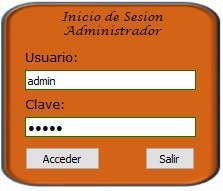 Inicio de Sesion
Administrador
Usuario:
admin
Clave:
●●●●●
Acceder Salir